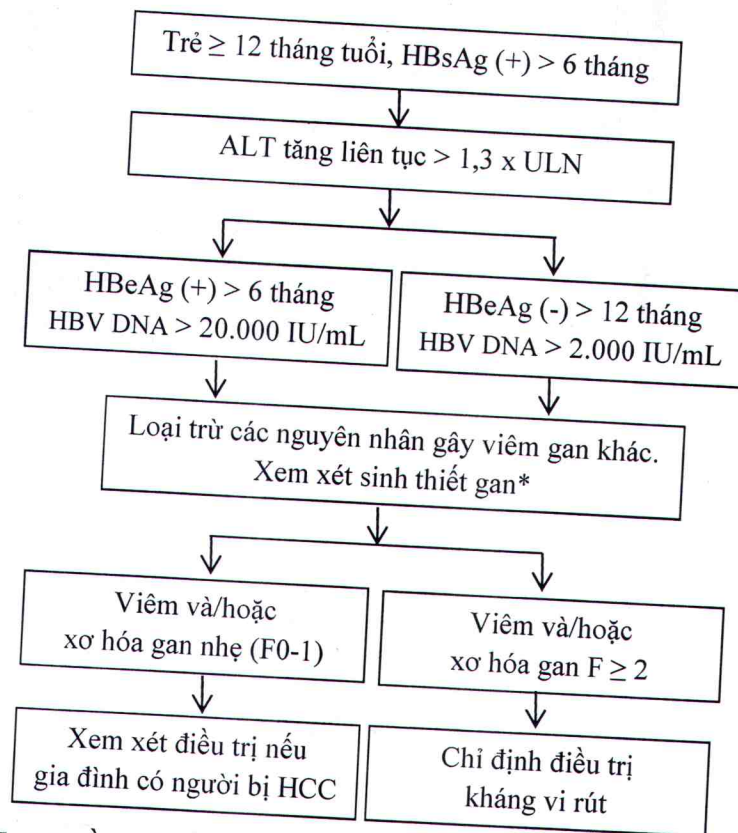 Trẻ ≥ 12 tháng tuổi, HBsAg (+) > 6 tháng
ALT tăng liên tục > 1,3 x ULN
HBeAg (+) > 6 tháng
HBV DNA > 20.000 IU/mL
HBeAg (-) > 12 tháng
HBV DNA > 2.000 IU/mL
Loại trừ các nguyên nhân gây viêm gan khác.
Xem xét sinh thiết gan*
Viêm và/hoặc
xơ hóa gan nhẹ (F0-1)
Viêm và/hoặc
xơ hóa gan F ≥ 2
Xem xét điều trị nếu
gia đình có người bị HCC
Chỉ định điều trị
kháng vi rút